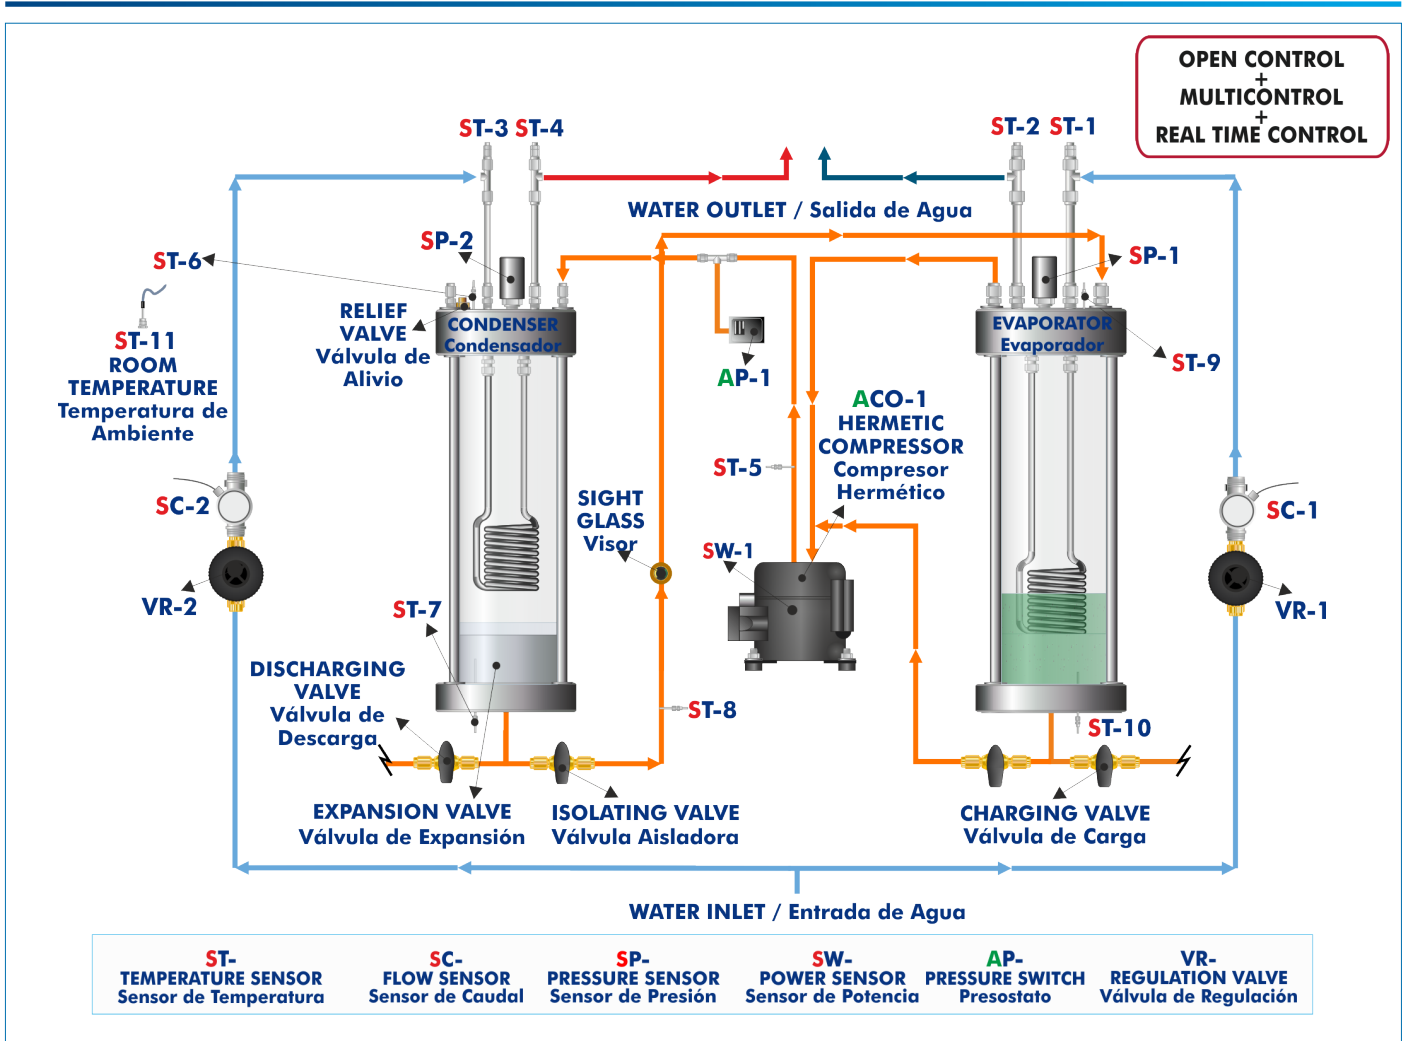 OPEN CONTROL
+
MULTICONTROL
+
REAL TIME CONTROL
ST-3 ST-4
ST-2 ST-1
WATER OUTLET / Salida de Agua
SP-2
SP-1
ST-6
ST-11
ROOM
TEMPERATURE
Temperatura de
Ambiente
RELIEF
VALVE
Válvula de
Alivio
CONDENSER
Condensador
EVAPORATOR
Evaporador
ST-9
AP-1
ACO-1
HERMETIC
COMPRESSOR
Compresor
Hermético
ST-5
SIGHT
GLASS
Visor
SC-2
SC-1
SW-1
VR-2
VR-1
ST-7
DISCHARGING
VALVE
Válvula de
Descarga
ST-8
ST-10
EXPANSION VALVE
Válvula de Expansión
ISOLATING VALVE
Válvula Aisladora
CHARGING VALVE
Válvula de Carga
WATER INLET / Entrada de Agua
ST-
TEMPERATURE SENSOR
Sensor de Temperatura
SC-
FLOW SENSOR
Sensor de Caudal
SP-
PRESSURE SENSOR
Sensor de Presión
SW-
POWER SENSOR
Sensor de Potencia
AP-
PRESSURE SWITCH
Presostato
VR-
REGULATION VALVE
Válvula de Regulación